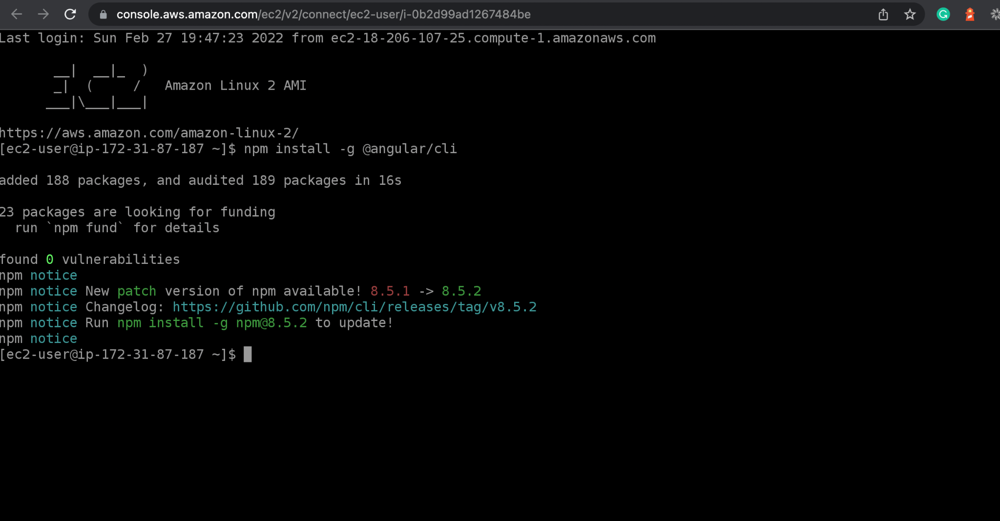 console.aws.amazon.com/ec2/v2/connect/ec2-user/i-0b2d99ad1267484be
Last login: Sun Feb 27 19:47:23 2022 from ec2-18-206-107-25.compute-1.amazonaws.com
       __|  __|_  )
       _|  (     /   Amazon Linux 2 AMI
      ___|\___|___|
https://aws.amazon.com/amazon-linux-2/
[ec2-user@ip-172-31-87-187 ~]$ npm install -g @angular/cli
added 188 packages, and audited 189 packages in 16s
23 packages are looking for funding
  run `npm fund` for details
found 0 vulnerabilities
npm notice
npm notice New patch version of npm available! 8.5.1 -> 8.5.2
npm notice Changelog: https://github.com/npm/cli/releases/tag/v8.5.2
npm notice Run npm install -g npm@8.5.2 to update!
npm notice
[ec2-user@ip-172-31-87-187 ~]$